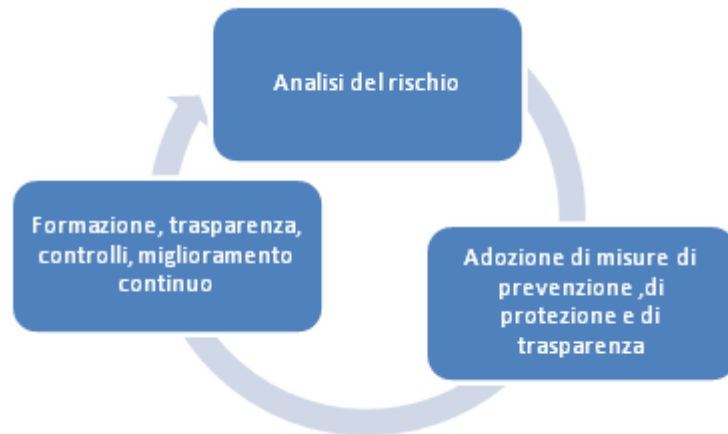 Analisi del rischio
Formazione, trasparenza,
controlli, miglioramento
continuo
Adozione di misure di
prevenzione ,di
protezione e di
trasparenza